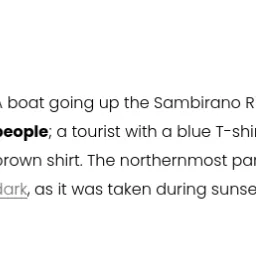 A boat going up the Sambirano R
people; a tourist with a blue T-shir
brown shirt. The northernmost par
dark, as it was taken during sunse